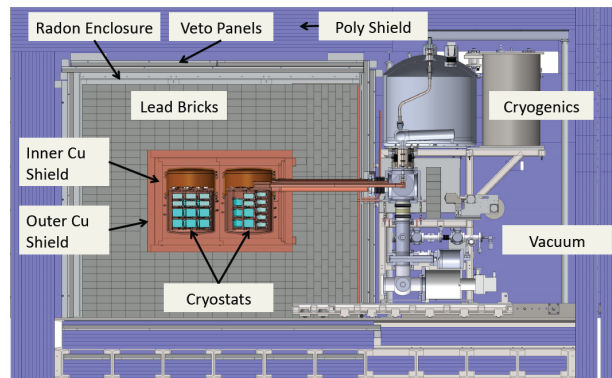 Radon Enclosure
Veto Panels
Poly Shield
Lead Bricks
Cryogenics
Inner Cu
Shield
Outer Cu
Shield
Vacuum
Cryostats